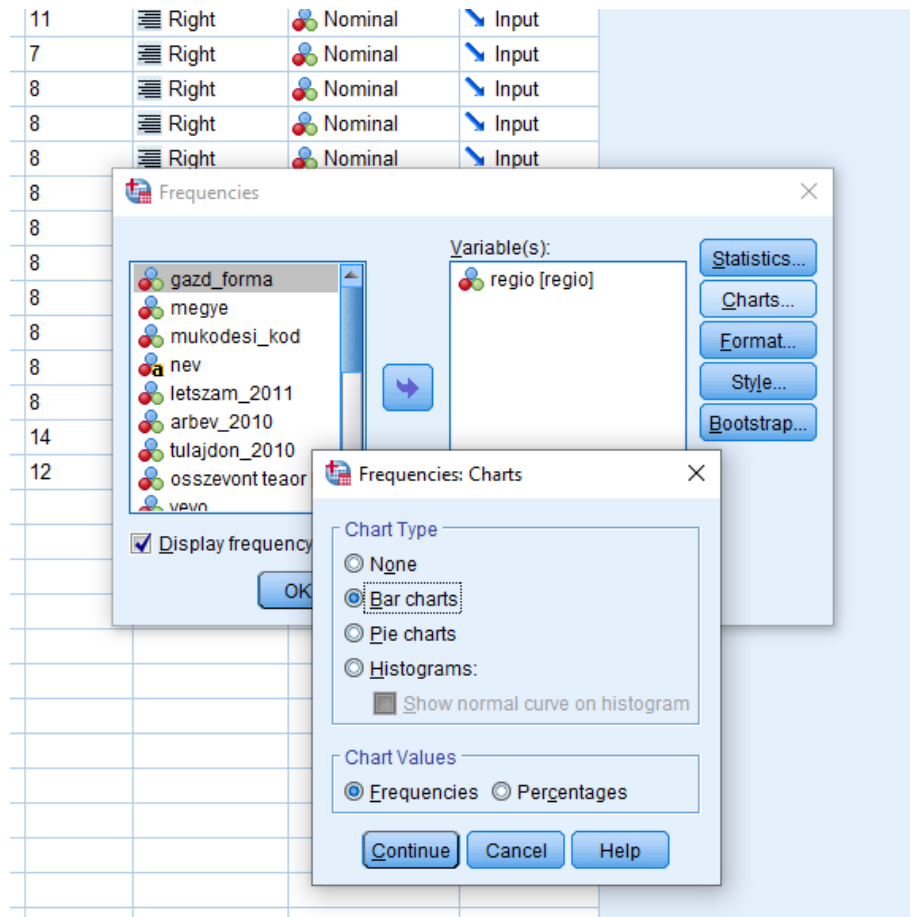 11 Right Nominal Input
7 Right Nominal Input
8 Right Nominal Input
8 Right Nominal Input
8 Right Nominal Input
8
8
8
8
8
8
8
14
12
Frequencies
Variable(s):
gazd_forma
megye
mukodesi_kod
nev
letszam_2011
arbev_2010
tulajdon_2010
osszevont teaor
vevo
regio [regio]
Statistics...
Charts...
Format...
Style...
Bootstrap...
Display frequency
OK
Frequencies: Charts
Chart Type
None
Bar charts
Pie charts
Histograms:
Show normal curve on histogram
Chart Values
Frequencies Percentages
Continue Cancel Help